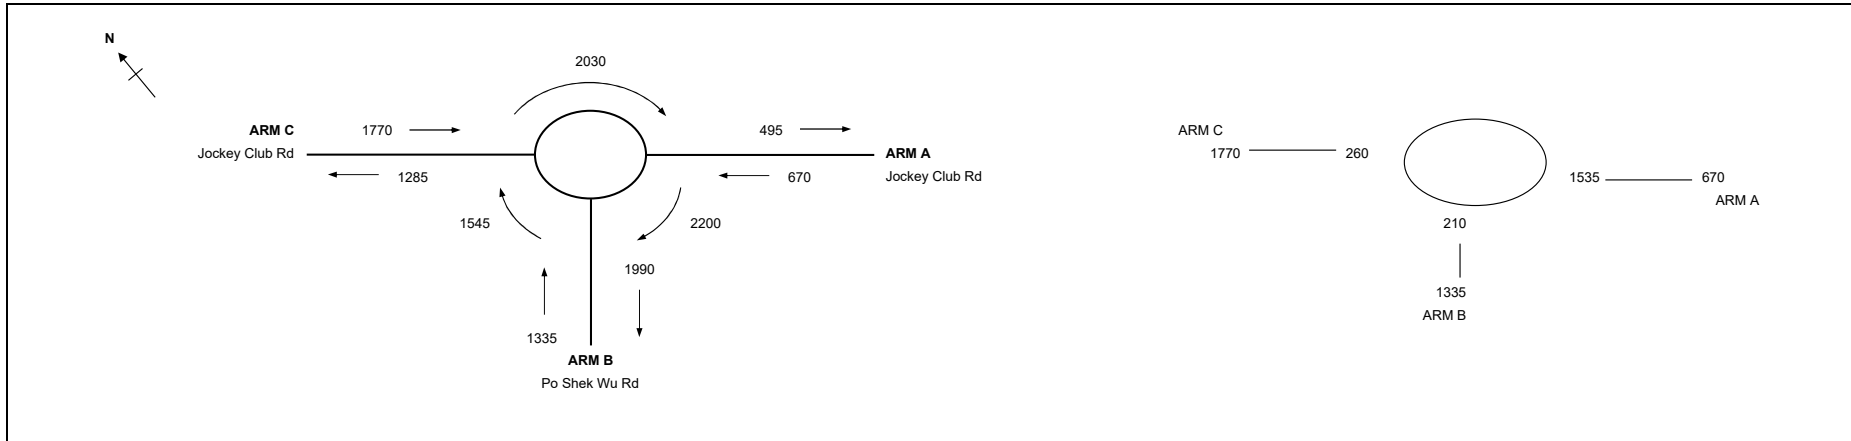 N
2030
ARM C
1770
495
Jockey Club Rd
ARM A
1285
670
Jockey Club Rd
1545
2200
1990
1335
ARM B
Po Shek Wu Rd
ARM C
1770
260
1535
670
ARM A
210
1335
ARM B